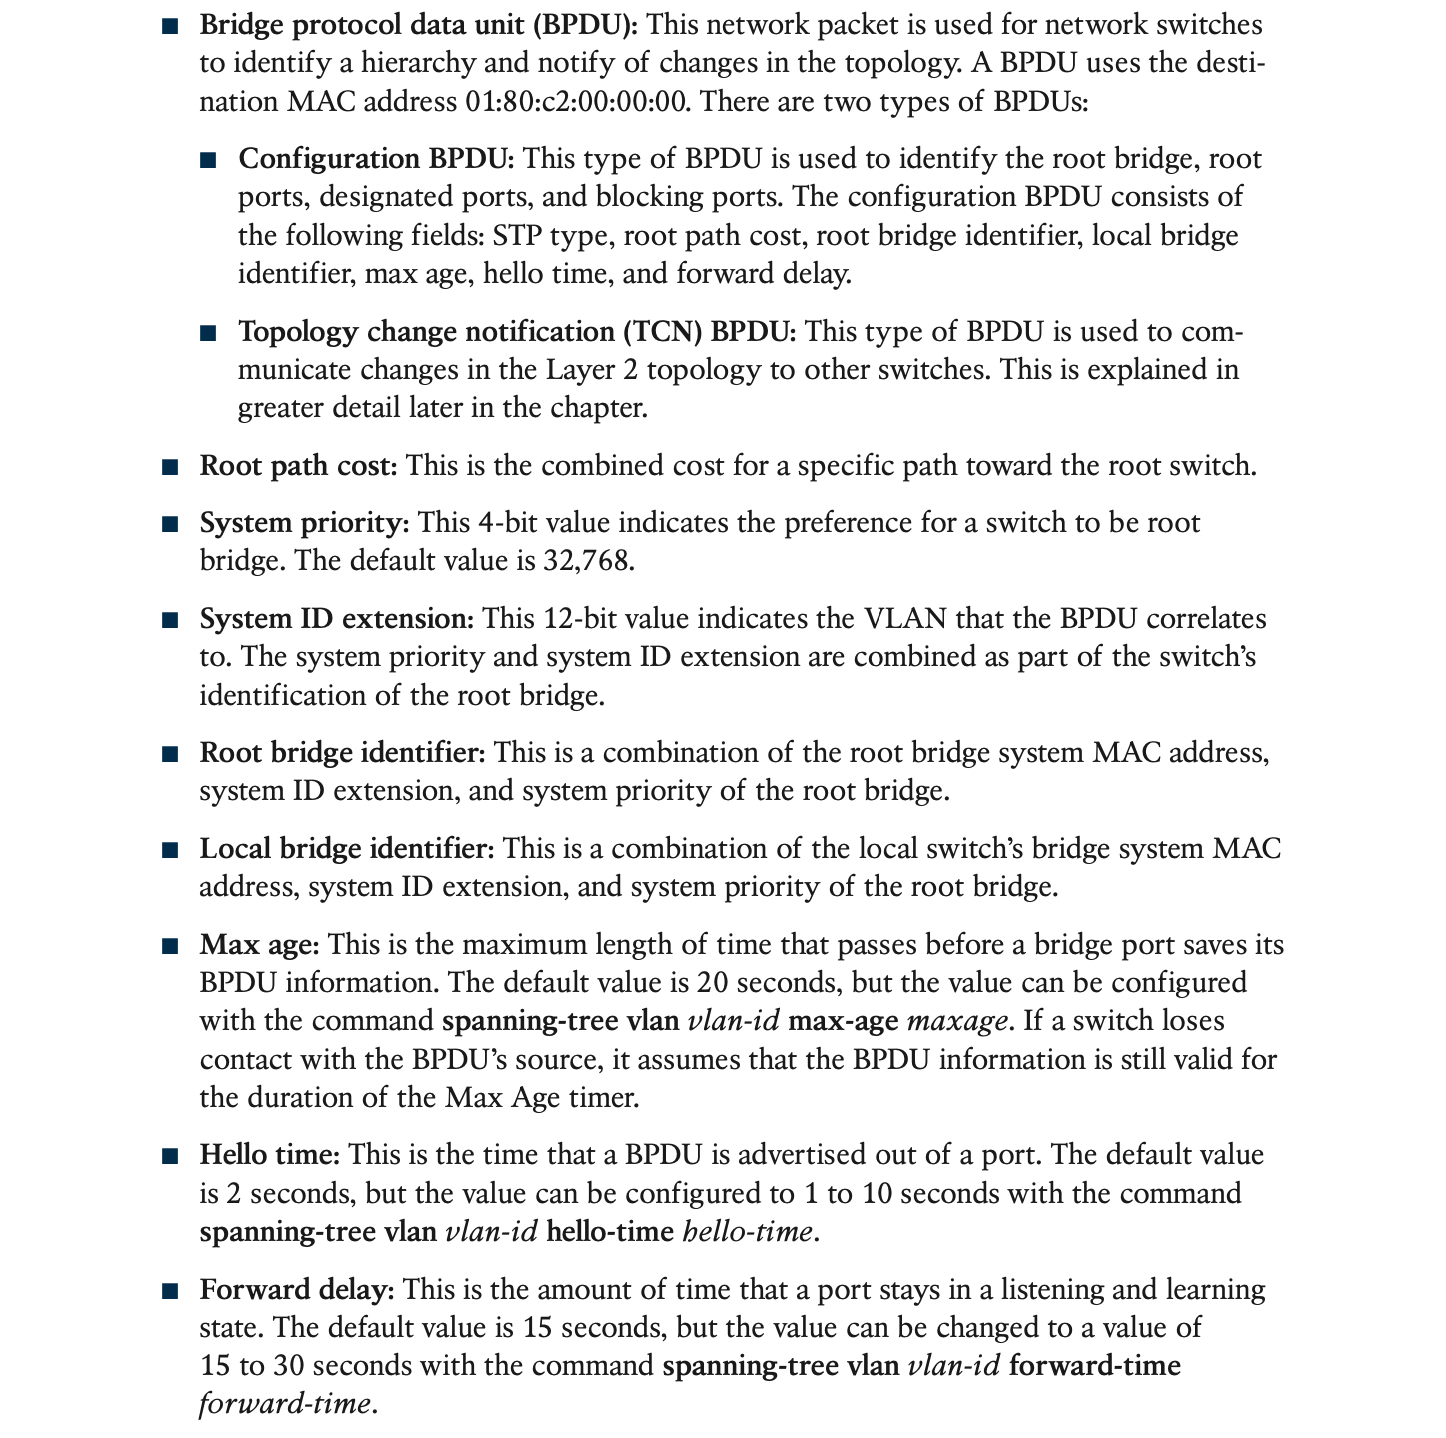 ■ Bridge protocol data unit (BPDU): This network packet is used for network switches
to identify a hierarchy and notify of changes in the topology. A BPDU uses the desti-
nation MAC address 01:80:c2:00:00:00. There are two types of BPDUs:
■ Configuration BPDU: This type of BPDU is used to identify the root bridge, root
ports, designated ports, and blocking ports. The configuration BPDU consists of
the following fields: STP type, root path cost, root bridge identifier, local bridge
identifier, max age, hello time, and forward delay.
■ Topology change notification (TCN) BPDU: This type of BPDU is used to com-
municate changes in the Layer 2 topology to other switches. This is explained in
greater detail later in the chapter.
■ Root path cost: This is the combined cost for a specific path toward the root switch.
■ System priority: This 4-bit value indicates the preference for a switch to be root
bridge. The default value is 32,768.
■ System ID extension: This 12-bit value indicates the VLAN that the BPDU correlates
to. The system priority and system ID extension are combined as part of the switch’s
identification of the root bridge.
■ Root bridge identifier: This is a combination of the root bridge system MAC address,
system ID extension, and system priority of the root bridge.
■ Local bridge identifier: This is a combination of the local switch’s bridge system MAC
address, system ID extension, and system priority of the root bridge.
■ Max age: This is the maximum length of time that passes before a bridge port saves its
BPDU information. The default value is 20 seconds, but the value can be configured
with the command spanning-tree vlan vlan-id max-age maxage. If a switch loses
contact with the BPDU’s source, it assumes that the BPDU information is still valid for
the duration of the Max Age timer.
■ Hello time: This is the time that a BPDU is advertised out of a port. The default value
is 2 seconds, but the value can be configured to 1 to 10 seconds with the command
spanning-tree vlan vlan-id hello-time hello-time.
■ Forward delay: This is the amount of time that a port stays in a listening and learning
state. The default value is 15 seconds, but the value can be changed to a value of
15 to 30 seconds with the command spanning-tree vlan vlan-id forward-time
forward-time.